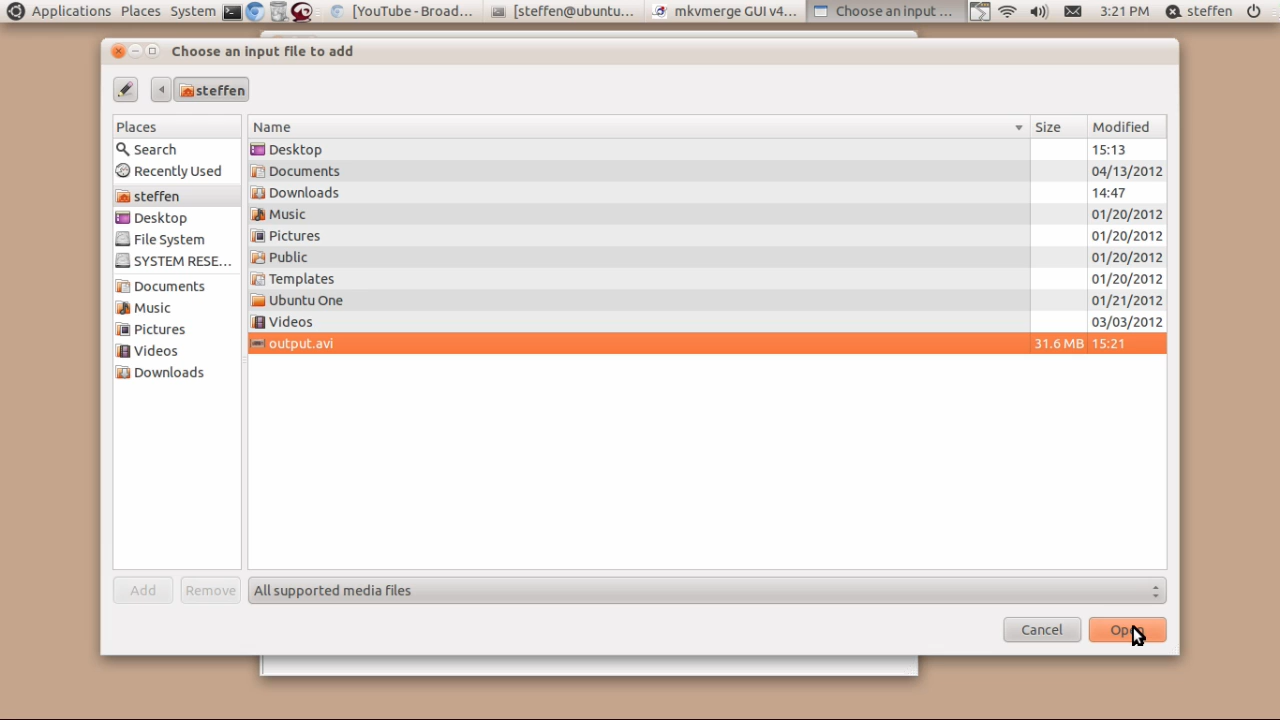 Applications Places System [YouTube - Broad... [steffen@ubuntu... mkvmerge GUI v4... Choose an input ... 3:21 PM steffen
Choose an input file to add
steffen
Places Name Size Modified
Search Desktop 15:13
Recently Used Documents 04/13/2012
steffen Downloads 14:47
Desktop Music 01/20/2012
File System Pictures 01/20/2012
SYSTEM RESE... Public 01/20/2012
Documents Templates 01/20/2012
Music Ubuntu One 01/21/2012
Pictures Videos 03/03/2012
Videos output.avi 31.6 MB 15:21
Downloads
Add Remove All supported media files
Cancel Open